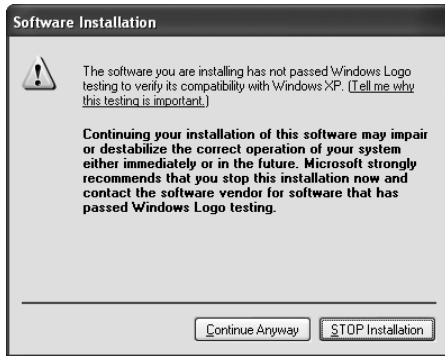 Software Installation
The software you are installing has not passed Windows Logo
testing to verify its compatibility with Windows XP. (Tell me why
this testing is important.)
Continuing your installation of this software may impair
or destabilize the correct operation of your system
either immediately or in the future. Microsoft strongly
recommends that you stop this installation now and
contact the software vendor for software that has
passed Windows Logo testing.
Continue Anyway
STOP Installation